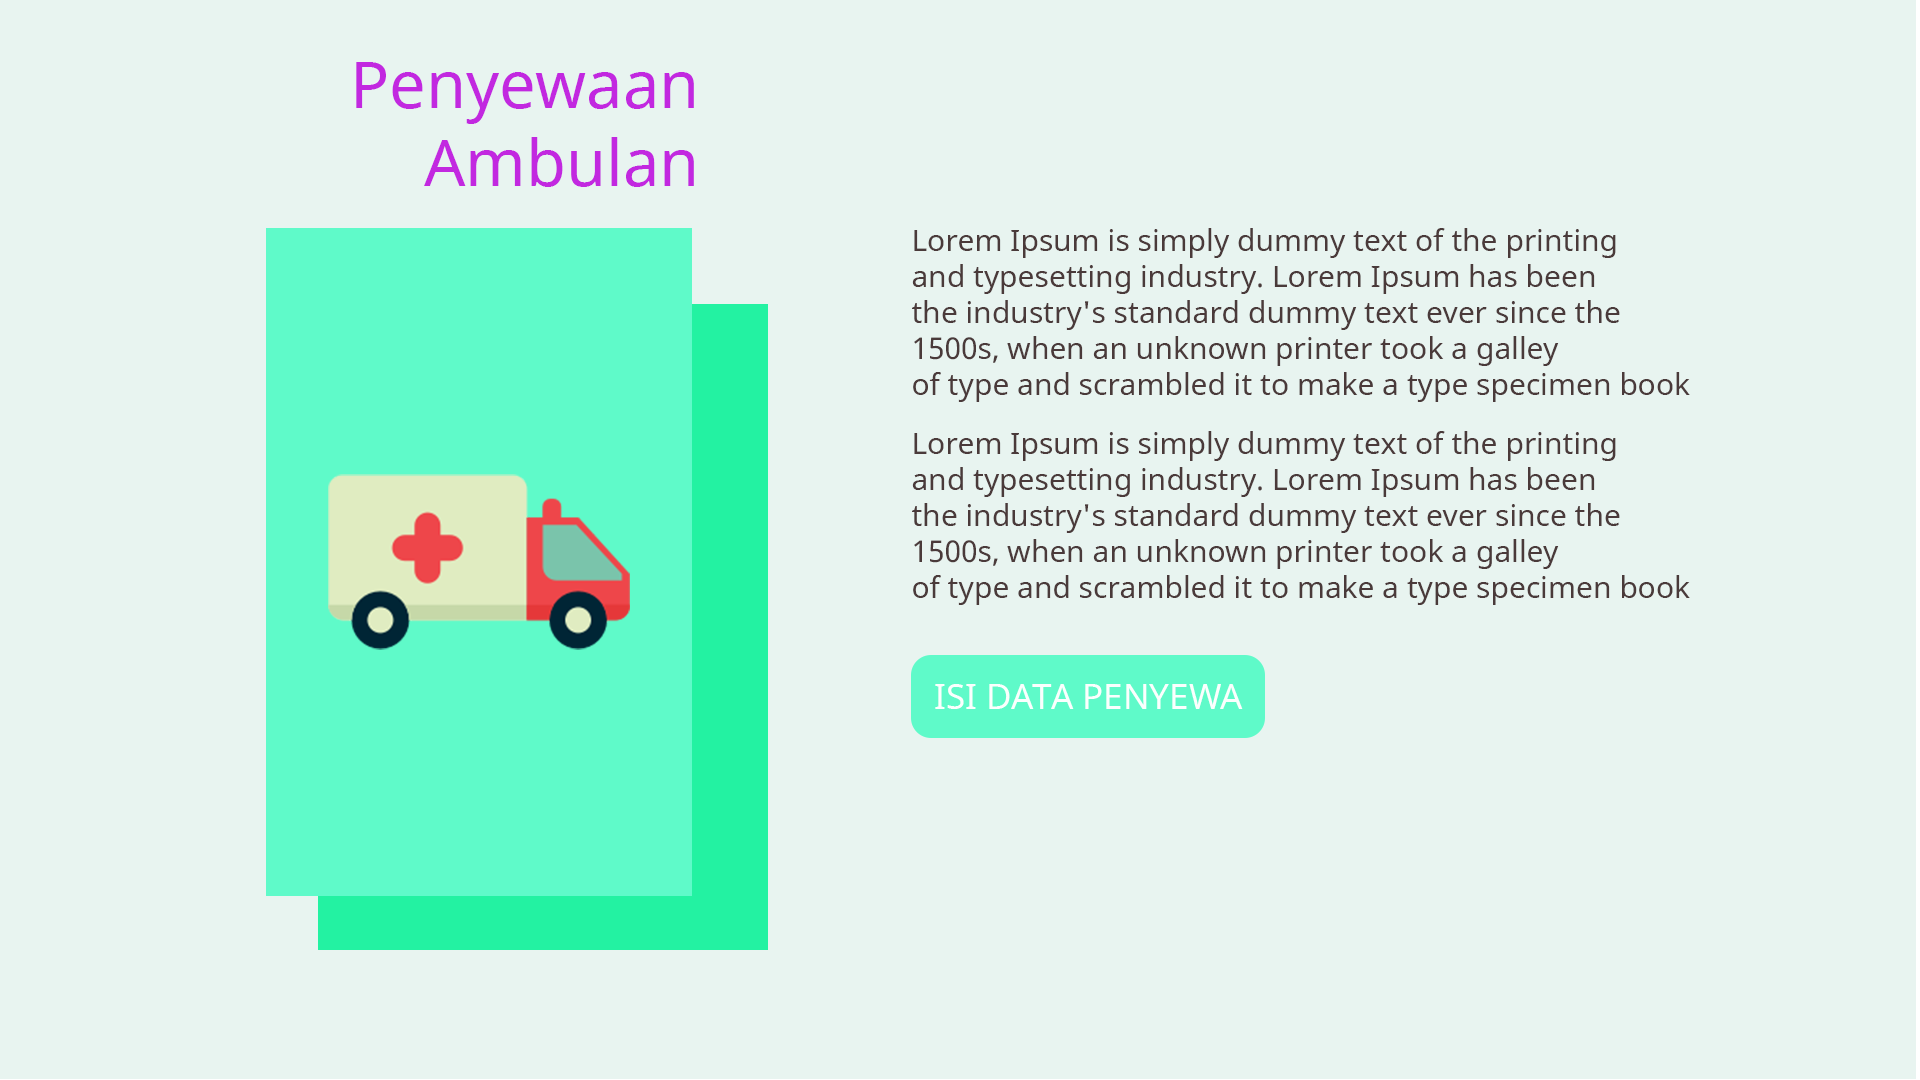 Penyewaan
Ambulan
Lorem Ipsum is simply dummy text of the printing
and typesetting industry. Lorem Ipsum has been
the industry's standard dummy text ever since the
1500s, when an unknown printer took a galley
of type and scrambled it to make a type specimen book
Lorem Ipsum is simply dummy text of the printing
and typesetting industry. Lorem Ipsum has been
the industry's standard dummy text ever since the
1500s, when an unknown printer took a galley
of type and scrambled it to make a type specimen book
ISI DATA PENYEWA